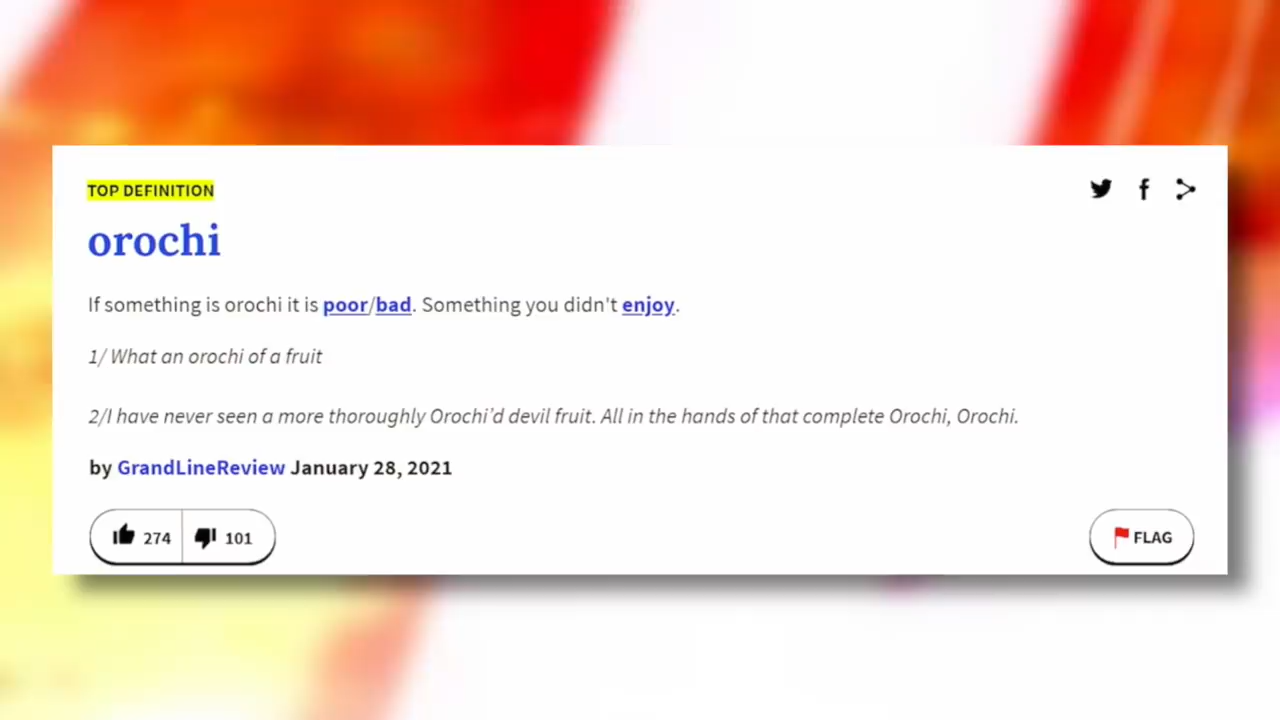 TOP DEFINITION
orochi
If something is orochi it is poor/bad. Something you didn't enjoy.
1/ What an orochi of a fruit
2/I have never seen a more thoroughly Orochi’d devil fruit. All in the hands of that complete Orochi, Orochi.
by GrandLineReview January 28, 2021
274 101 FLAG